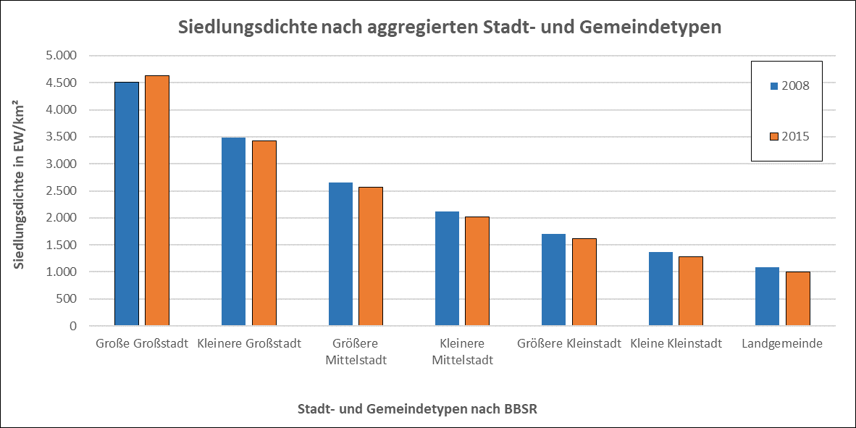 Siedlungsdichte nach aggregierten Stadt- und Gemeindetypen
Siedlungsdichte in EW/km²
5.000
4.500
4.000
3.500
3.000
2.500
2.000
1.500
1.000
500
0
2008
2015
Große Großstadt
Kleinere Großstadt
Größere
Mittelstadt
Kleinere
Mittelstadt
Größere Kleinstadt
Kleine Kleinstadt
Landgemeinde
Stadt- und Gemeindetypen nach BBSR